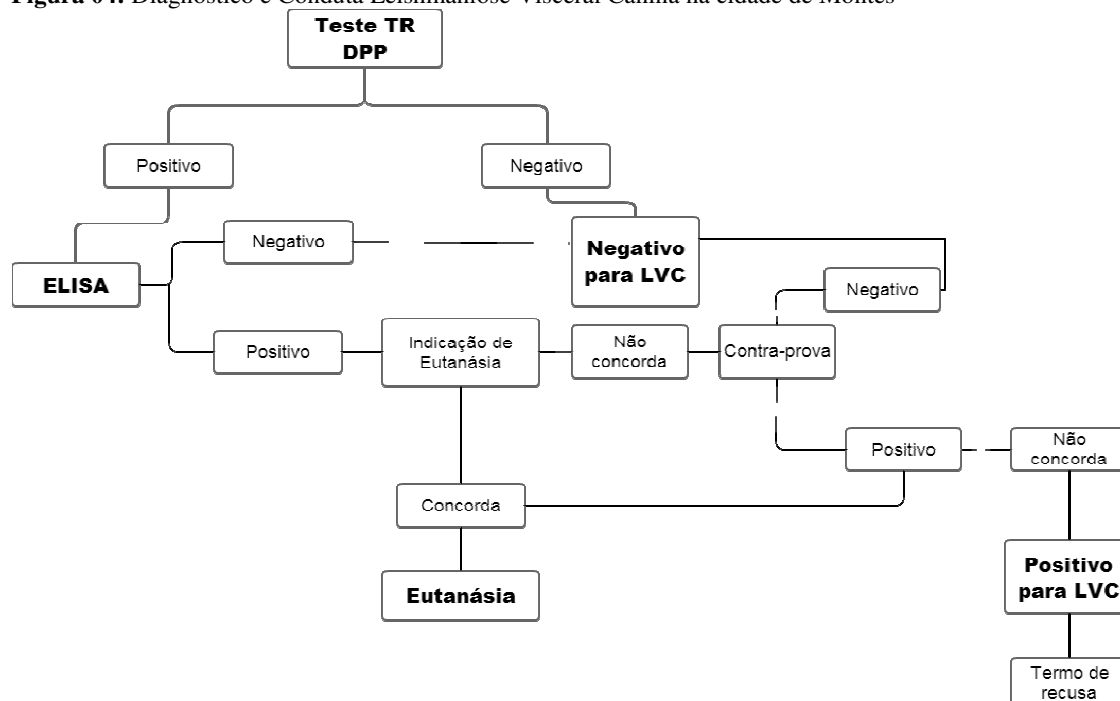 Figura 04: Diagnóstico e Conduta Leishmaniose Visceral Canina na cidade de Montes
Teste TR
DPP
Positivo
Negativo
Negativo
ELISA
Negativo
para LVC
Negativo
Positivo
Indicação de
Eutanásia
Não
concorda
Contra-prova
Positivo
Não
concorda
Concorda
Eutanásia
Positivo
para LVC
Termo de
recusa